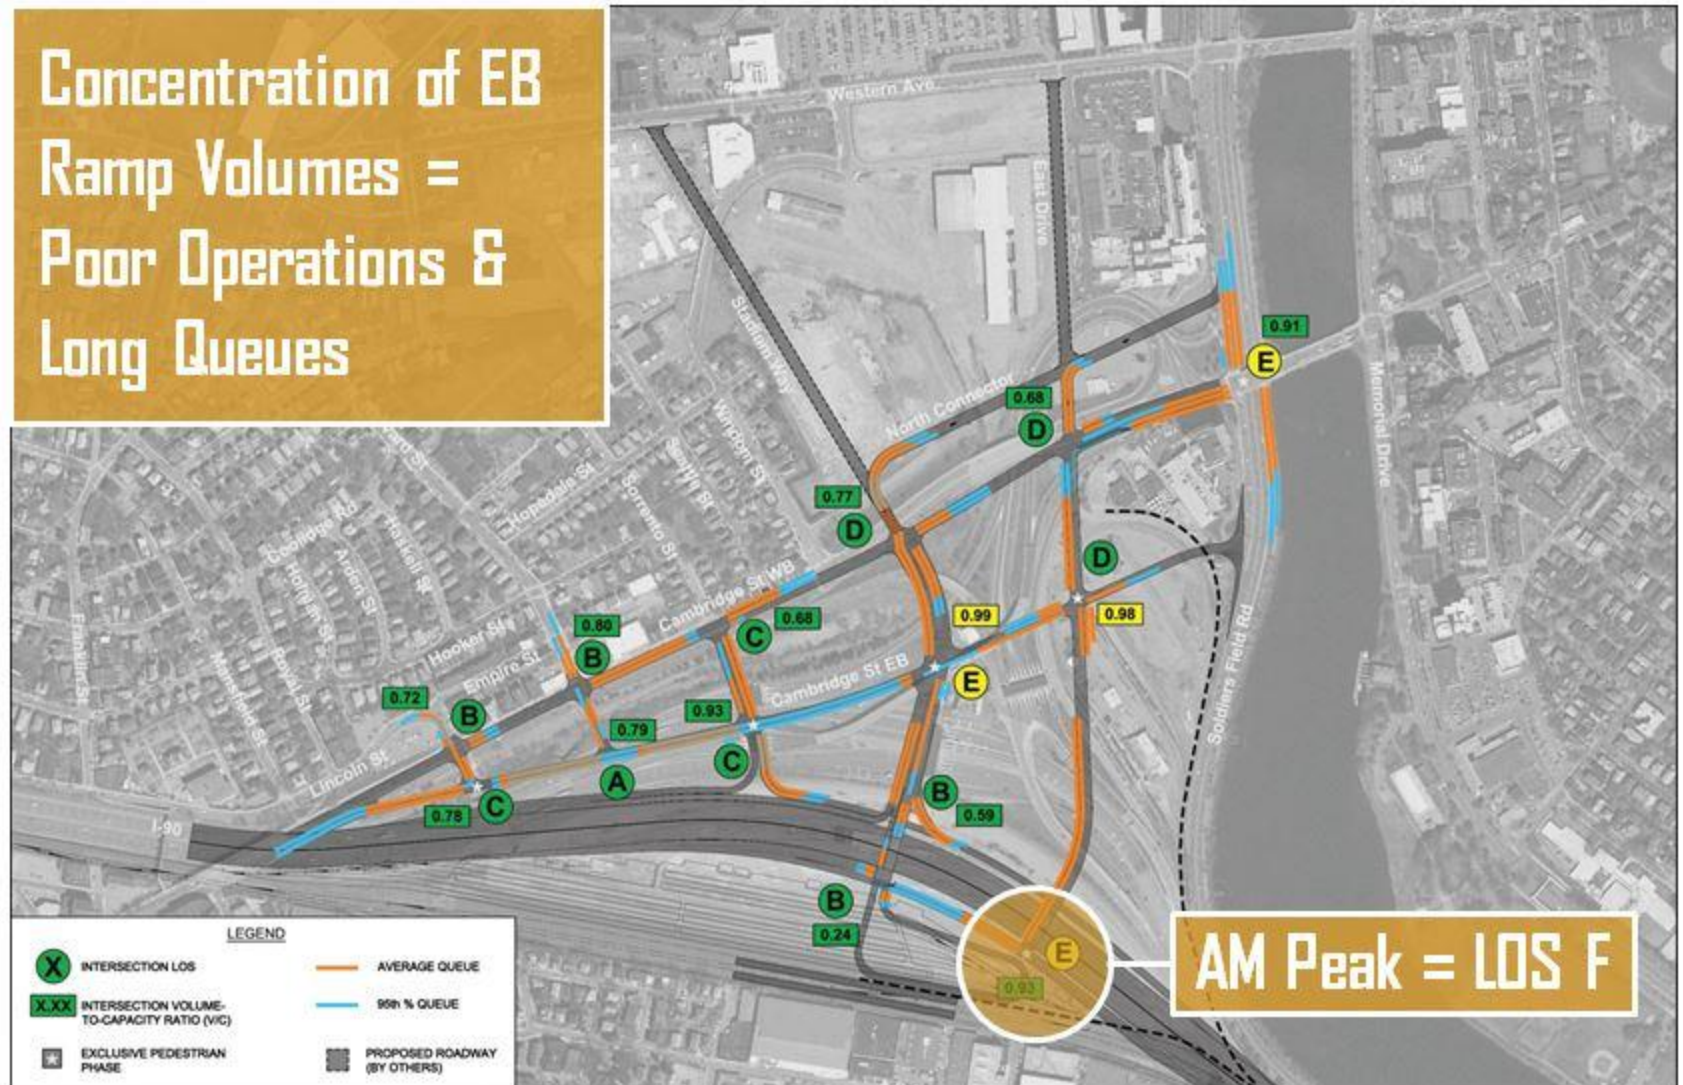 Concentration of EB
Ramp Volumes =
Poor Operations &
Long Queues
Western Ave.
East Drive
Stadium Way
North Connector
Memorial Drive
Soldiers Field Rd
Windom St
Seattle St
Sorrento St
Hopedale St
Coolidge Rd
Haskell St
Arden St
Holman St
Hooker St
Empire St
Royal St
Mansfield St
Franklin St
Lincoln St
I-90
Cambridge St WB
Cambridge St EB
0.91
E
0.68
D
0.77
D
D
0.98
0.99
E
0.68
C
0.80
B
0.72
B
0.93
C
0.79
A
0.78
C
B
0.59
B
0.24
E
0.93
AM Peak = LOS F
LEGEND
X INTERSECTION LOS
X.XX INTERSECTION VOLUME-
TO-CAPACITY RATIO (V/C)
EXCLUSIVE PEDESTRIAN
PHASE
AVERAGE QUEUE
95th % QUEUE
PROPOSED ROADWAY
(BY OTHERS)